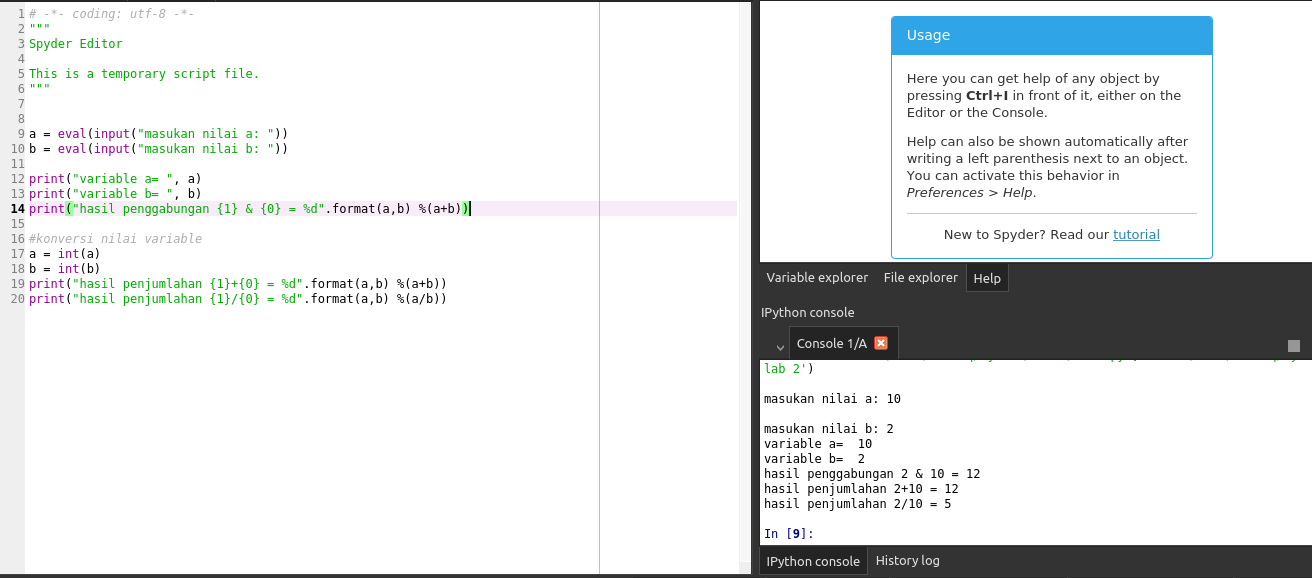 1 # -*- coding: utf-8 -*-
2 """
3 Spyder Editor
4
5 This is a temporary script file.
6 """
7
8
9 a = eval(input("masukan nilai a: "))
10 b = eval(input("masukan nilai b: "))
11
12 print("variable a= ", a)
13 print("variable b= ", b)
14 print("hasil penggabungan {1} & {0} = %d".format(a,b) %(a+b))
15
16 #konversi nilai variable
17 a = int(a)
18 b = int(b)
19 print("hasil penjumlahan {1}+{0} = %d".format(a,b) %(a+b))
20 print("hasil penjumlahan {1}/{0} = %d".format(a,b) %(a/b))
Usage
Here you can get help of any object by
pressing Ctrl+I in front of it, either on the
Editor or the Console.
Help can also be shown automatically after
writing a left parenthesis next to an object.
You can activate this behavior in
Preferences > Help.
New to Spyder? Read our tutorial
Variable explorer File explorer Help
IPython console
Console 1/A
lab 2')
masukan nilai a: 10
masukan nilai b: 2
variable a=  10
variable b=  2
hasil penggabungan 2 & 10 = 12
hasil penjumlahan 2+10 = 12
hasil penjumlahan 2/10 = 5
In [9]:
IPython console History log